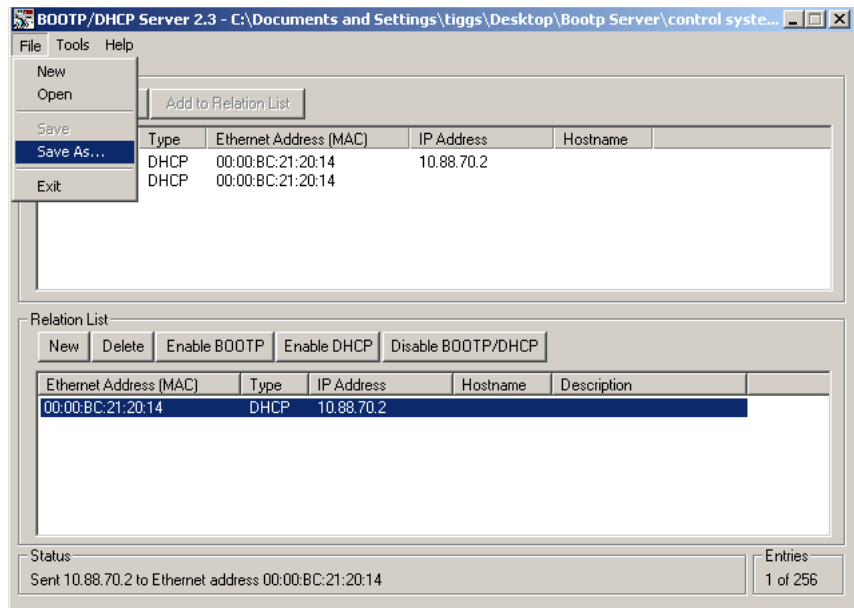 BOOTP/DHCP Server 2.3 - C:\Documents and Settings\tiggs\Desktop\Bootp Server\control syste...
File Tools Help
New
Open
Save
Save As...
Exit
Add to Relation List
Type Ethernet Address (MAC) IP Address Hostname
DHCP 00:00:BC:21:20:14 10.88.70.2
DHCP 00:00:BC:21:20:14
Relation List
New Delete Enable BOOTP Enable DHCP Disable BOOTP/DHCP
Ethernet Address (MAC) Type IP Address Hostname Description
00:00:BC:21:20:14 DHCP 10.88.70.2
Status
Sent 10.88.70.2 to Ethernet address 00:00:BC:21:20:14
Entries
1 of 256